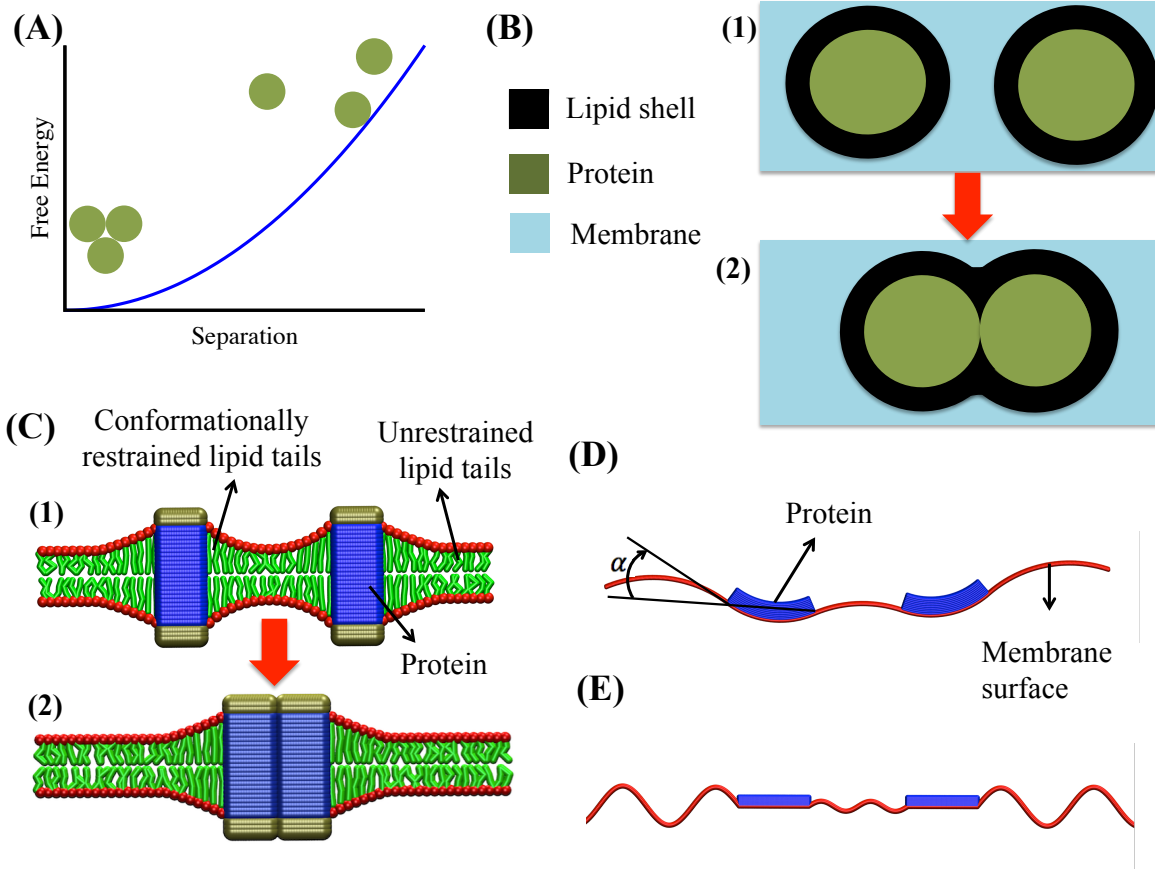 (A)
Free Energy
Separation
(B)
Lipid shell
Protein
Membrane
(1)
(2)
(C)
Conformationally
restrained lipid tails
Unrestrained
lipid tails
(1)
Protein
(2)
(D)
Protein
α
Membrane
surface
(E)